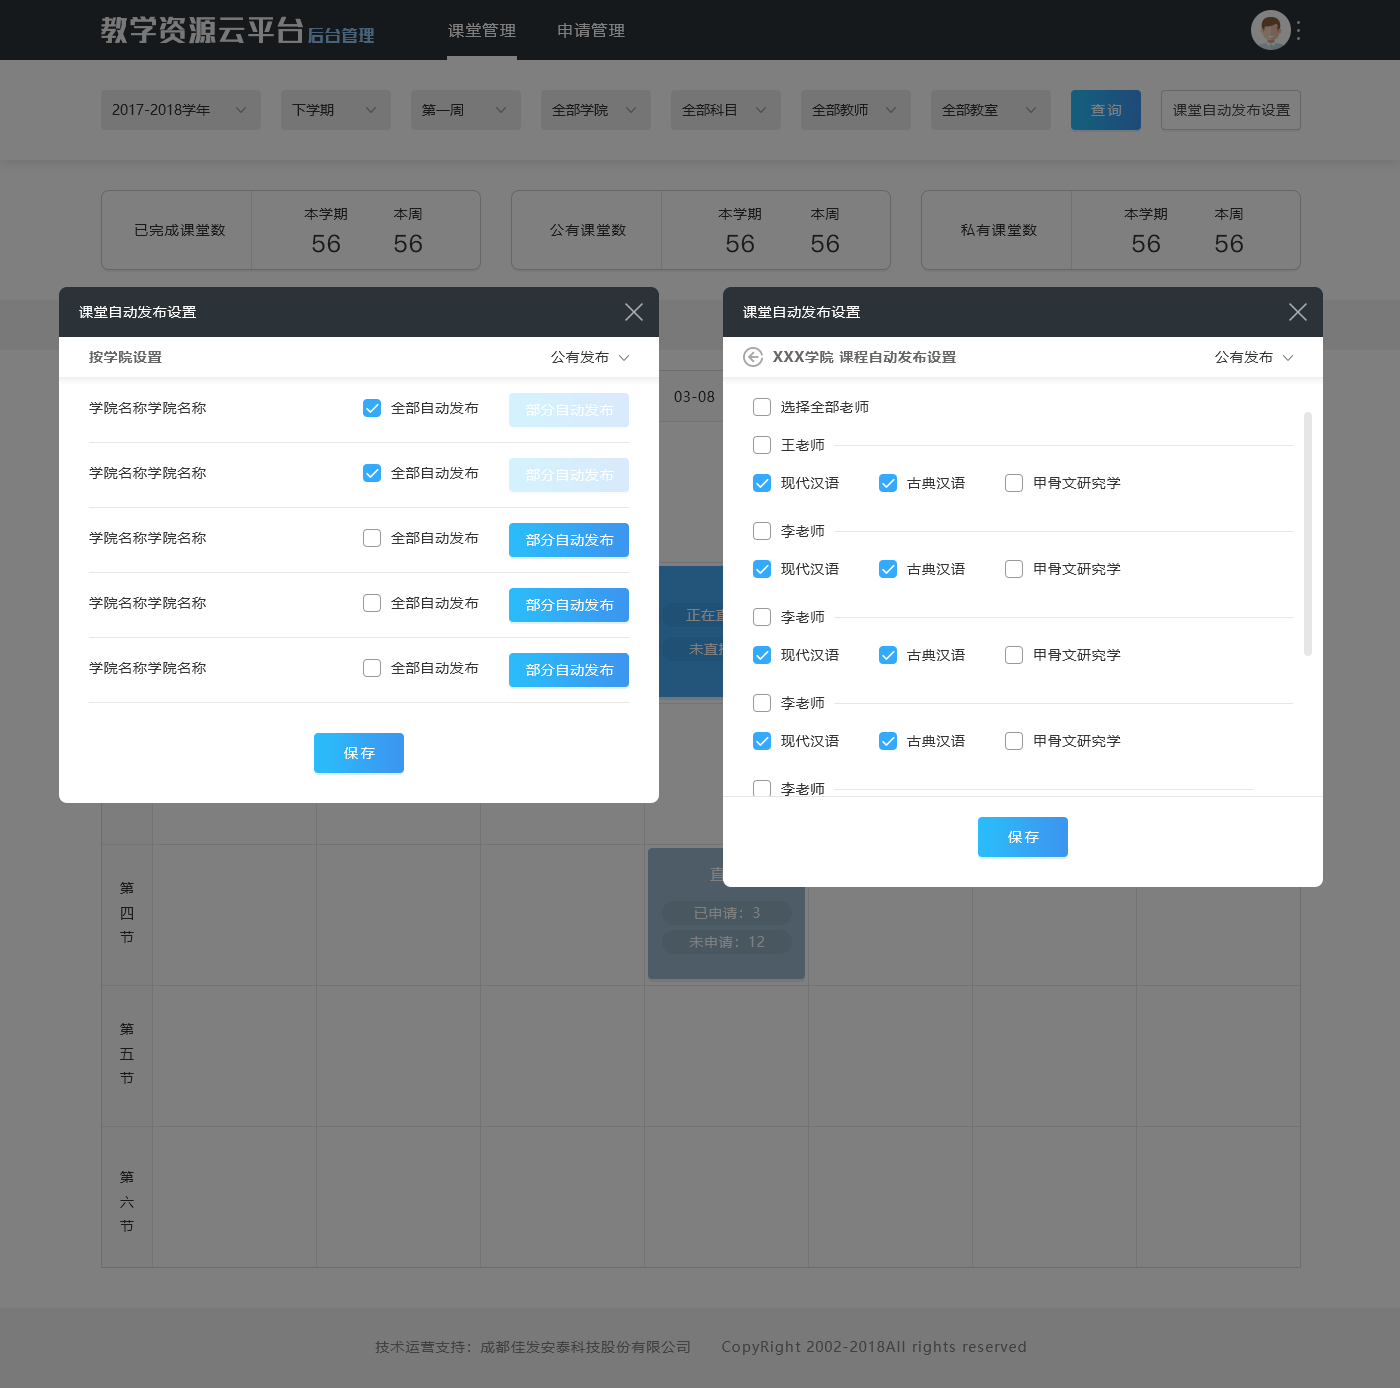 教学资源云平台 后台管理 课堂管理 申请管理
2017-2018学年 下学期 第一周 全部学院 全部科目 全部教师 全部教室 查询 课堂自动发布设置
已完成课堂数 本学期 56 本周 56
公有课堂数 本学期 56 本周 56
私有课堂数 本学期 56 本周 56
课堂自动发布设置
按学院设置 公有发布
学院名称学院名称 全部自动发布 部分自动发布
学院名称学院名称 全部自动发布 部分自动发布
学院名称学院名称 全部自动发布 部分自动发布
学院名称学院名称 全部自动发布 部分自动发布
学院名称学院名称 全部自动发布 部分自动发布
保存
03-08
正在
未直
课堂自动发布设置
XXX学院 课程自动发布设置 公有发布
选择全部老师
王老师
现代汉语 古典汉语 甲骨文研究学
李老师
现代汉语 古典汉语 甲骨文研究学
李老师
现代汉语 古典汉语 甲骨文研究学
李老师
现代汉语 古典汉语 甲骨文研究学
李老师
保存
第四节
已申请：3
未申请：12
第五节
第六节
技术运营支持：成都佳发安泰科技股份有限公司 CopyRight 2002-2018All rights reserved